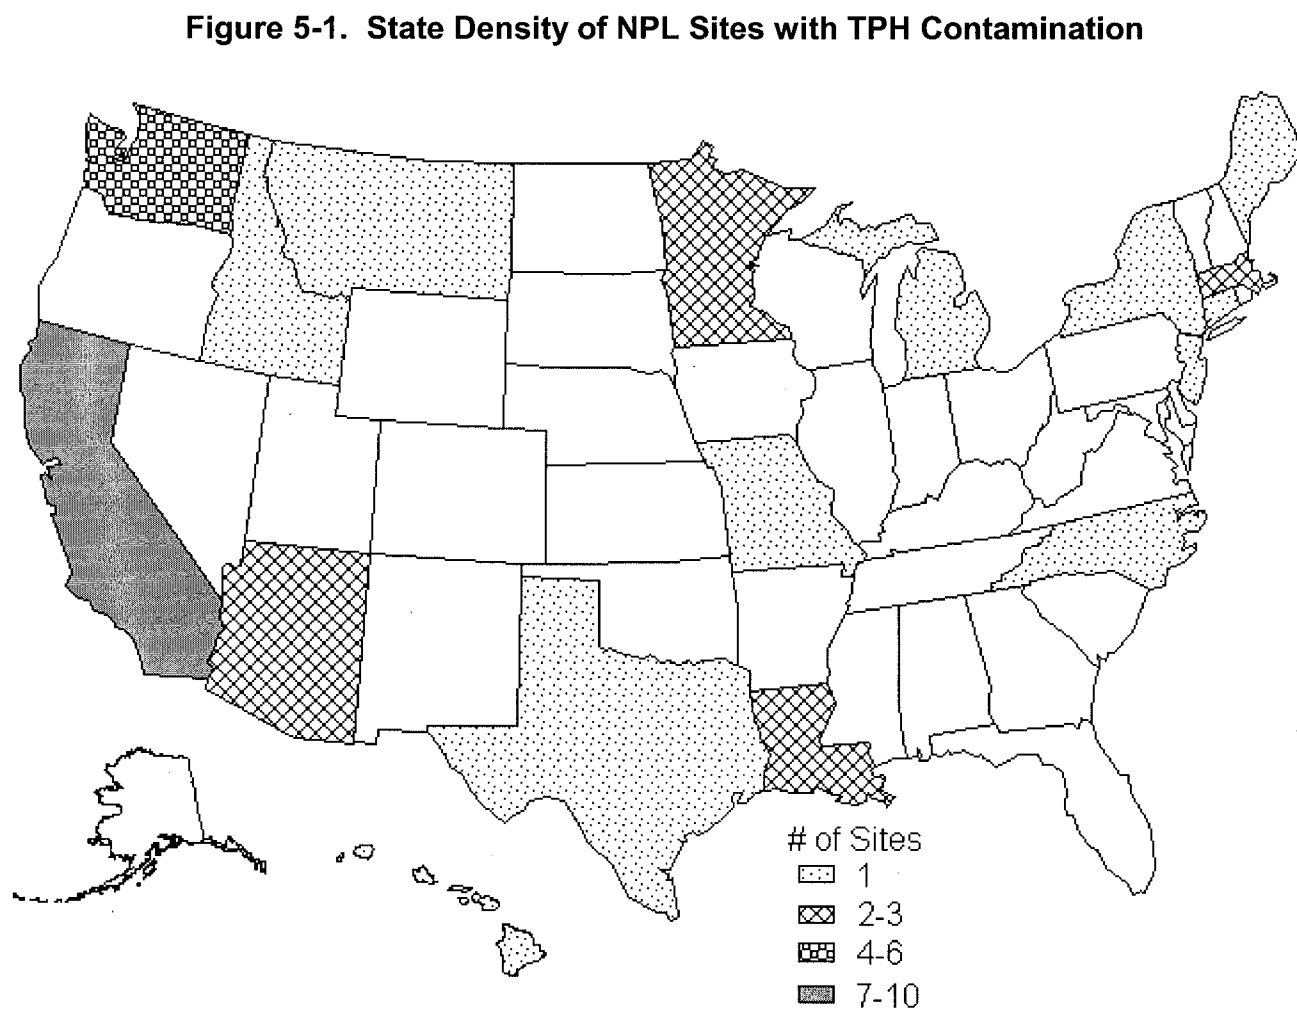 Figure 5-1. State Density of NPL Sites with TPH Contamination
# of Sites
1
2-3
4-6
7-10